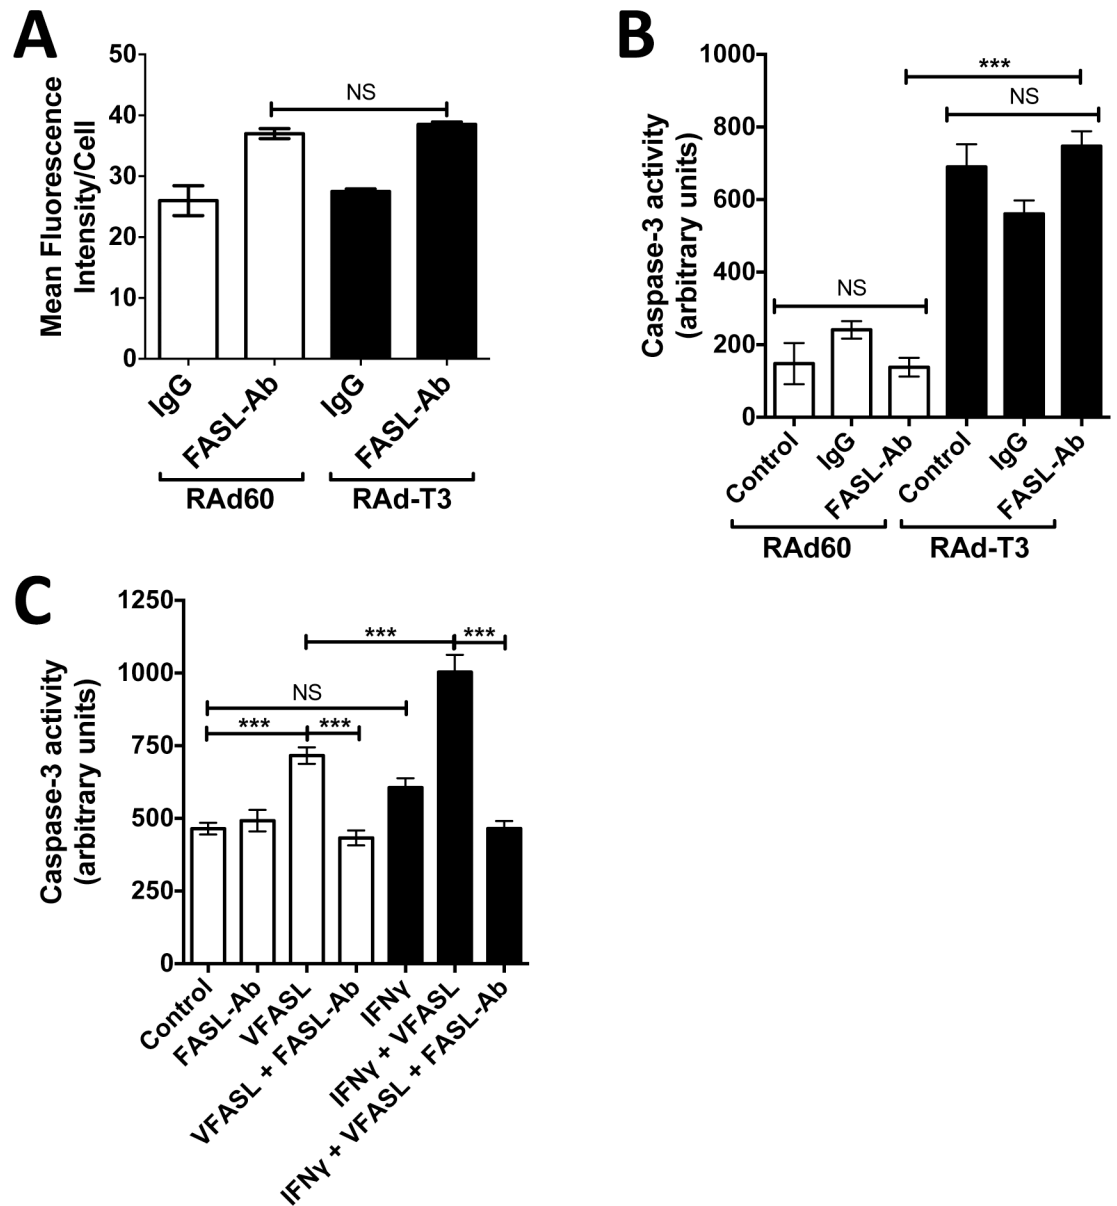 A
Mean Fluorescence
Intensity/Cell
50
40
30
20
10
0
NS
IgG
FASL-Ab
IgG
FASL-Ab
RAd60
RAd-T3
B
Caspase-3 activity
(arbitrary units)
1000
800
600
400
200
0
***
NS
NS
Control
IgG
FASL-Ab
Control
IgG
FASL-Ab
RAd60
RAd-T3
C
Caspase-3 activity
(arbitrary units)
1250
1000
750
500
250
0
***
***
NS
***
***
Control
FASL-Ab
VFASL
VFASL + FASL-Ab
IFNγ
IFNγ + VFASL
IFNγ + VFASL + FASL-Ab